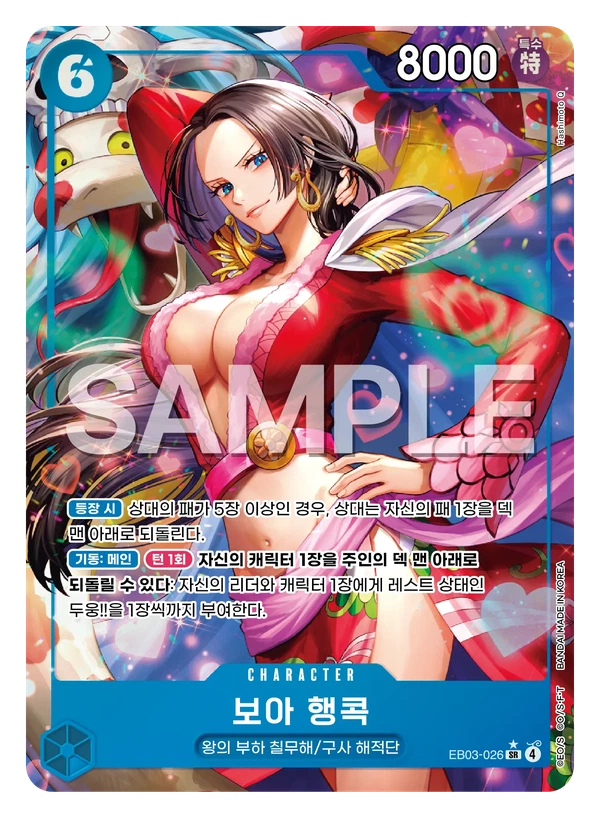 6
8000
특수
特
Hashimoto Q
SAMPLE
등장 시 상대의 패가 5장 이상인 경우, 상대는 자신의 패 1장을 덱
맨 아래로 되돌린다.
기동: 메인 턴 1회 자신의 캐릭터 1장을 주인의 덱 맨 아래로
되돌릴 수 있다: 자신의 리더와 캐릭터 1장에게 레스트 상태인
두웅!!을 1장씩까지 부여한다.
CHARACTER
보아 행콕
왕의 부하 칠무해/구사 해적단
EB03-026 SR 4
©EO/S ©O/S·F·T BANDAI MADE IN KOREA